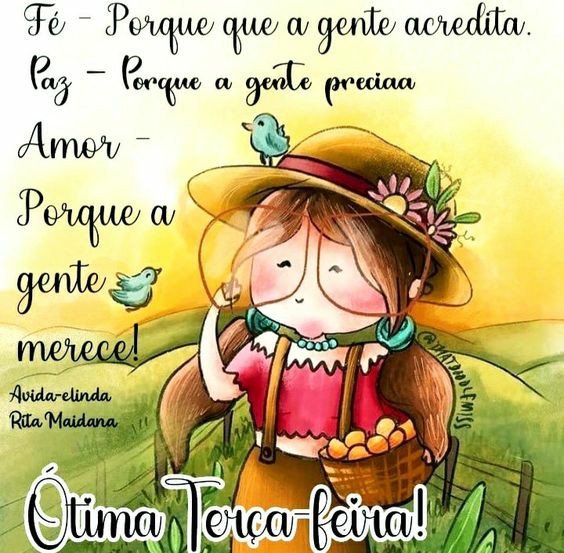 Fé - Porque que a gente acredita.
Paz - Porque a gente preciaa
Amor -
Porque a
gente
merece!
Avida-elinda
Rita Maidana
Ótima Terça-feira!